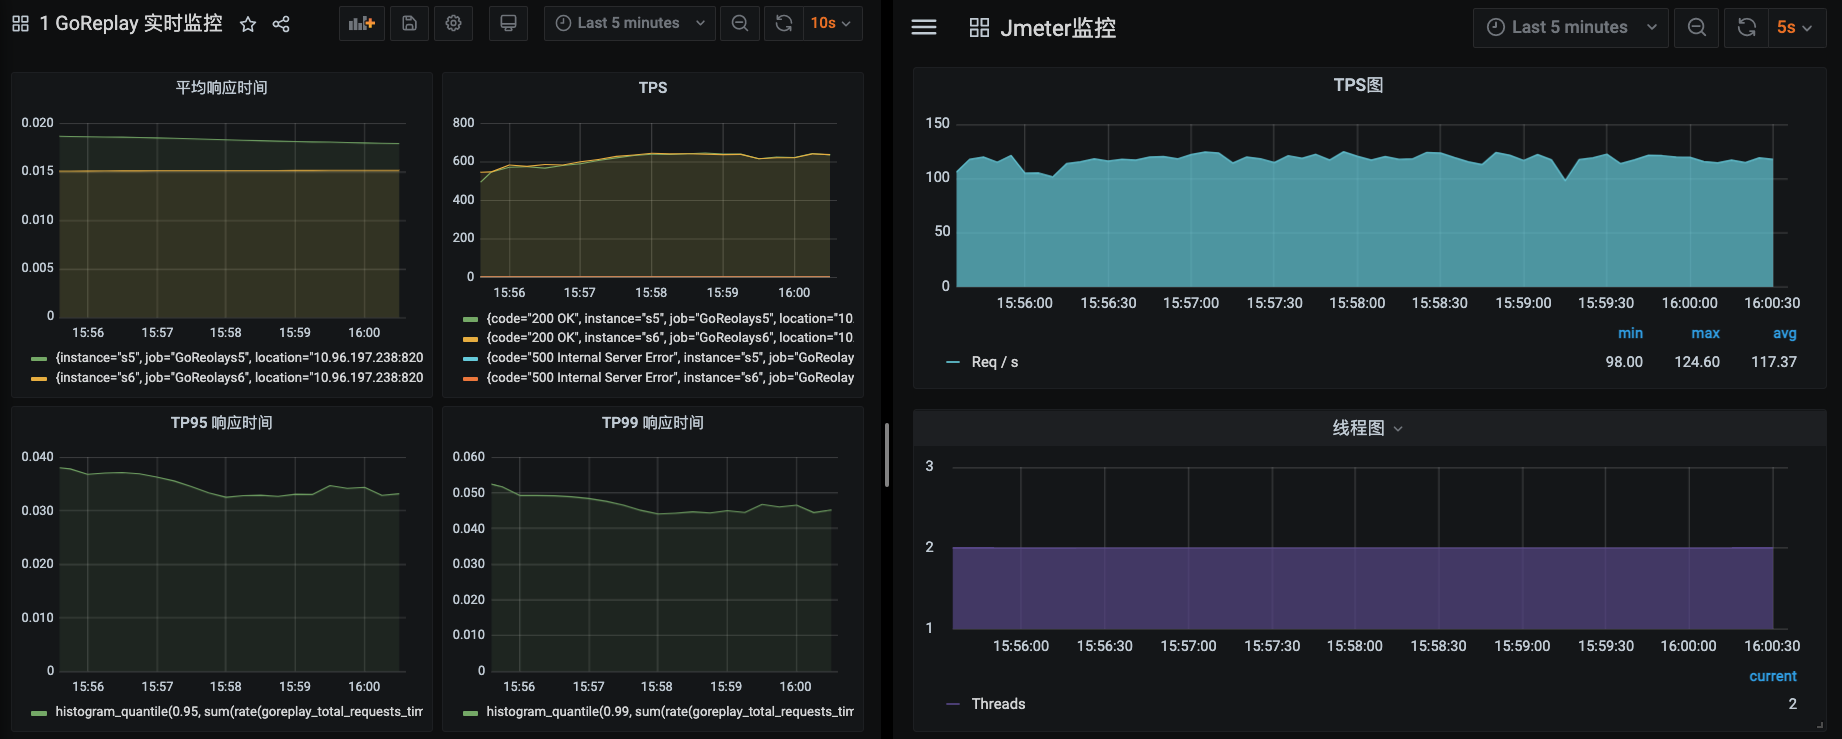 1 GoReplay 实时监控
Last 5 minutes
10s
平均响应时间
0.020
0.015
0.010
0.005
0
15:56 15:57 15:58 15:59 16:00
{instance="s5", job="GoReolays5", location="10.96.197.238:820
{instance="s6", job="GoReolays6", location="10.96.197.238:820
TPS
800
600
400
200
0
15:56 15:57 15:58 15:59 16:00
{code="200 OK", instance="s5", job="GoReolays5", location="10
{code="200 OK", instance="s6", job="GoReolays6", location="10.
{code="500 Internal Server Error", instance="s5", job="GoReolay
{code="500 Internal Server Error", instance="s6", job="GoReolay
TP95 响应时间
0.040
0.030
0.020
0.010
0
15:56 15:57 15:58 15:59 16:00
histogram_quantile(0.95, sum(rate(goreplay_total_requests_tim
TP99 响应时间
0.060
0.050
0.040
0.030
0.020
0.010
0
15:56 15:57 15:58 15:59 16:00
histogram_quantile(0.99, sum(rate(goreplay_total_requests_tim
Jmeter监控
Last 5 minutes
5s
TPS图
150
100
50
0
15:56:00 15:56:30 15:57:00 15:57:30 15:58:00 15:58:30 15:59:00 15:59:30 16:00:00 16:00:30
min max avg
Req / s 98.00 124.60 117.37
线程图
3
2
1
15:56:00 15:56:30 15:57:00 15:57:30 15:58:00 15:58:30 15:59:00 15:59:30 16:00:00 16:00:30
current
Threads 2